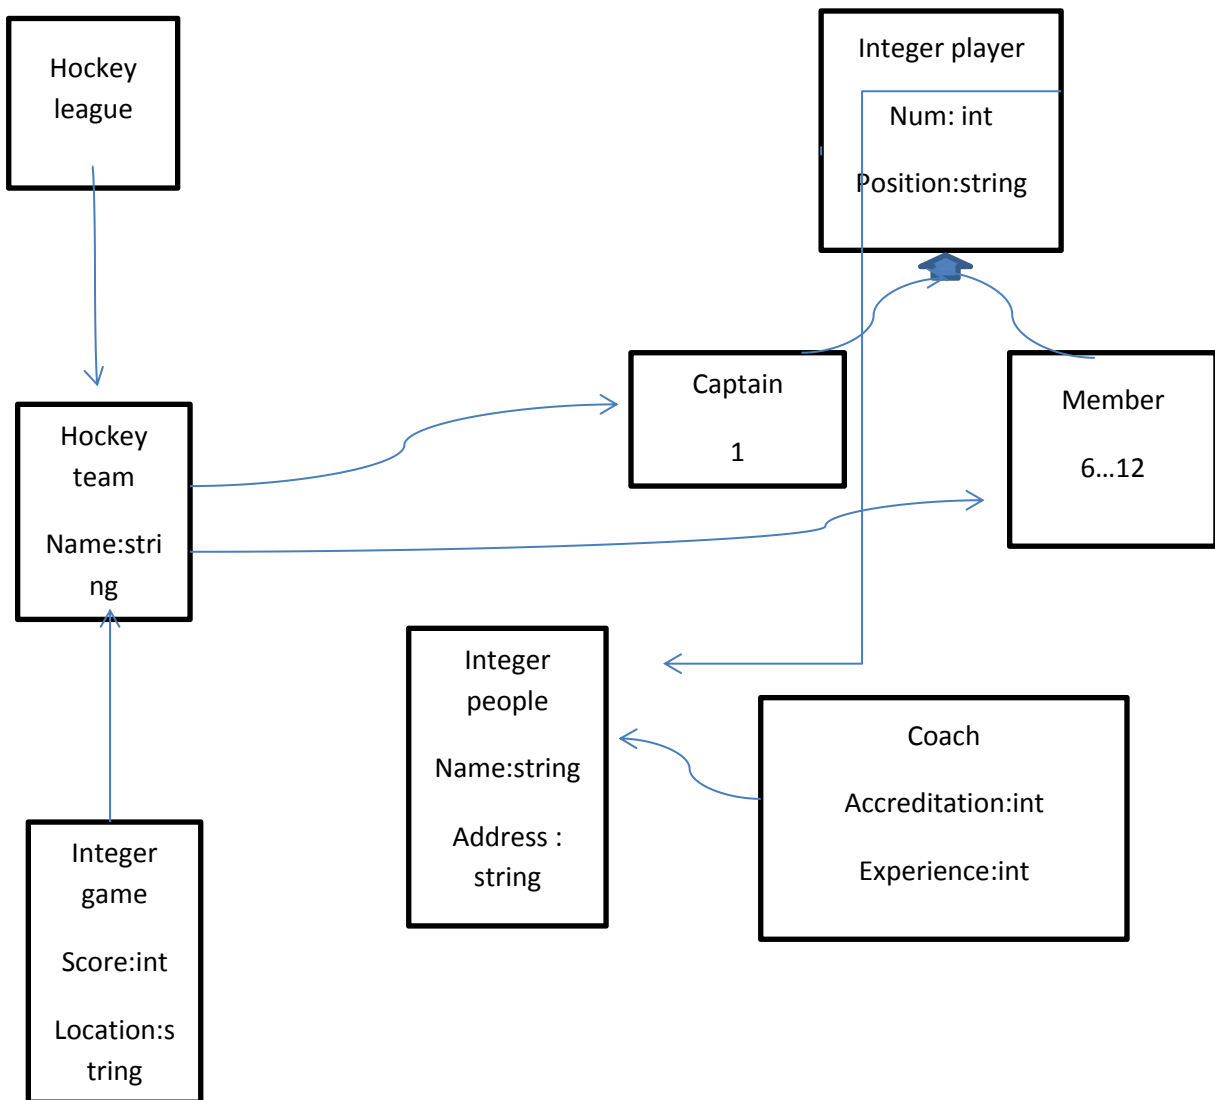 Hockey
league
Integer player
Num: int
Position:string
Captain
1
Member
6...12
Hockey
team
Name:stri
ng
Integer
people
Name:string
Address :
string
Coach
Accreditation:int
Experience:int
Integer
game
Score:int
Location:s
tring